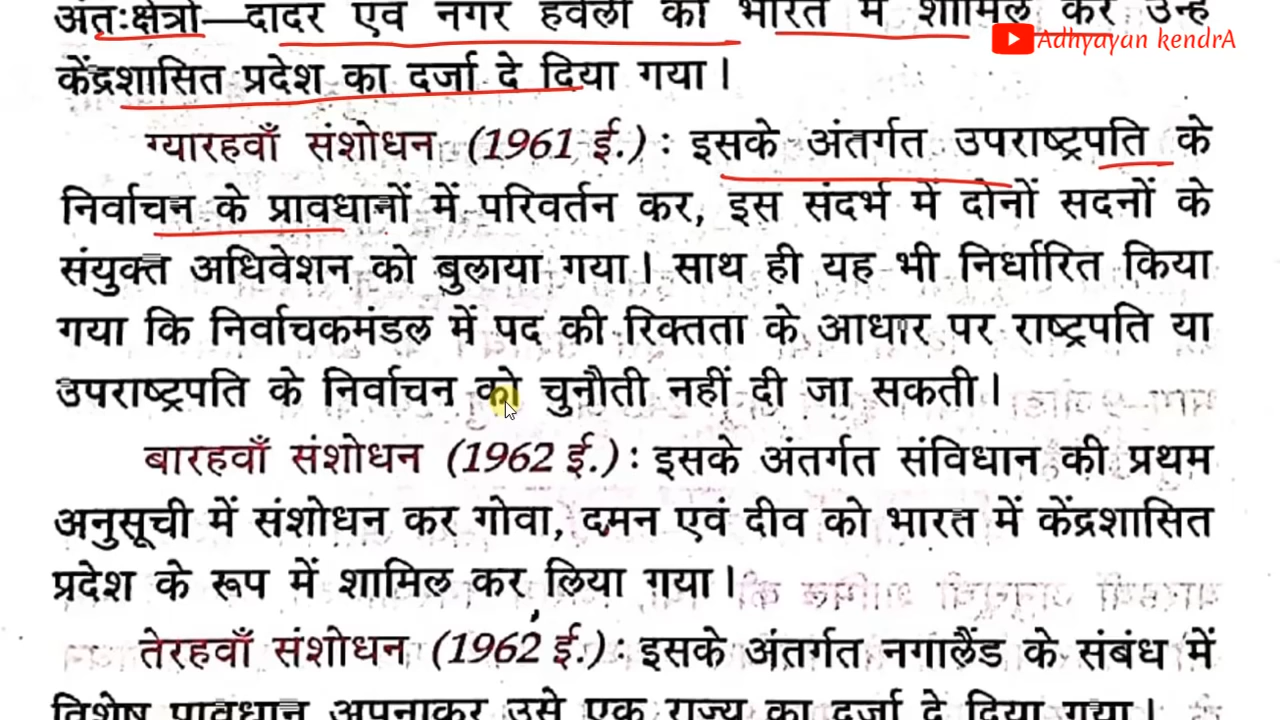 अंतःक्षेत्रों—दादर एवं नगर हवेली को भारत में शामिल कर उन्हें
Adhyayan kendrA
केंद्रशासित प्रदेश का दर्जा दे दिया गया।
ग्यारहवाँ संशोधन (1961 ई.) : इसके अंतर्गत उपराष्ट्रपति के
निर्वाचन के प्रावधानों में परिवर्तन कर, इस संदर्भ में दोनों सदनों के
संयुक्त अधिवेशन को बुलाया गया। साथ ही यह भी निर्धारित किया
गया कि निर्वाचकमंडल में पद की रिक्तता के आधार पर राष्ट्रपति या
उपराष्ट्रपति के निर्वाचन को चुनौती नहीं दी जा सकती।
बारहवाँ संशोधन (1962 ई.) : इसके अंतर्गत संविधान की प्रथम
अनुसूची में संशोधन कर गोवा, दमन एवं दीव को भारत में केंद्रशासित
प्रदेश के रूप में शामिल कर लिया गया।
तेरहवाँ संशोधन (1962 ई.) : इसके अंतर्गत नगालैंड के संबंध में
विशेष प्रावधान अपनाकर उसे एक राज्य का दर्जा दे दिया गया।